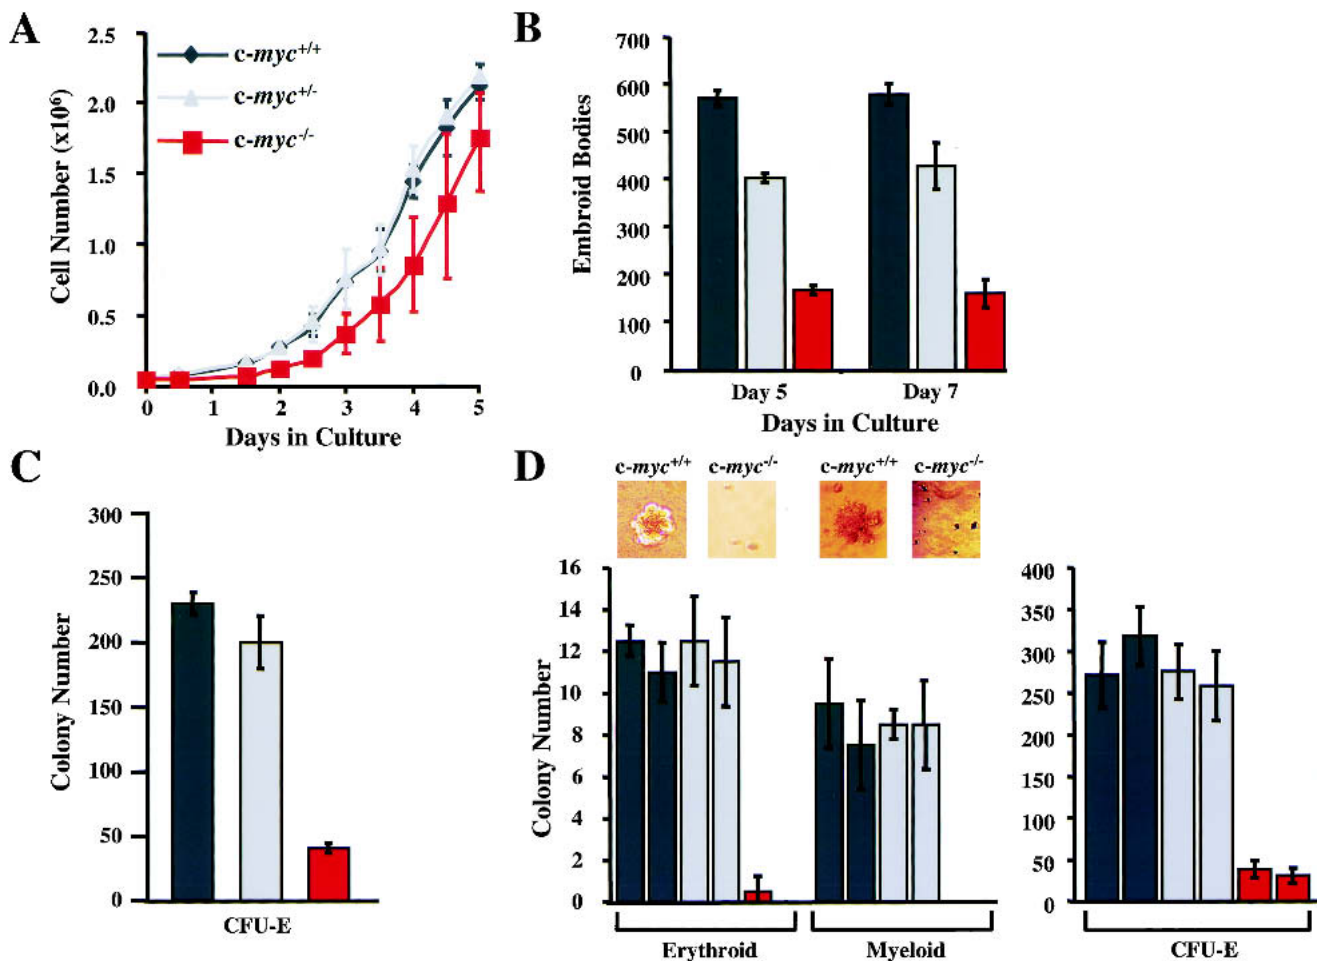 A
2.5
2.0
1.5
1.0
0.5
0.0
Cell Number (x10⁶)
c-myc+/+
c-myc+/-
c-myc-/-
0 1 2 3 4 5
Days in Culture
B
700
600
500
400
300
200
100
0
Embroid Bodies
Day 5 Day 7
Days in Culture
C
300
250
200
150
100
50
0
Colony Number
CFU-E
D
c-myc+/+ c-myc-/- c-myc+/+ c-myc-/-
16
14
12
10
8
6
4
2
0
Colony Number
Erythroid Myeloid
400
350
300
250
200
150
100
50
0
CFU-E